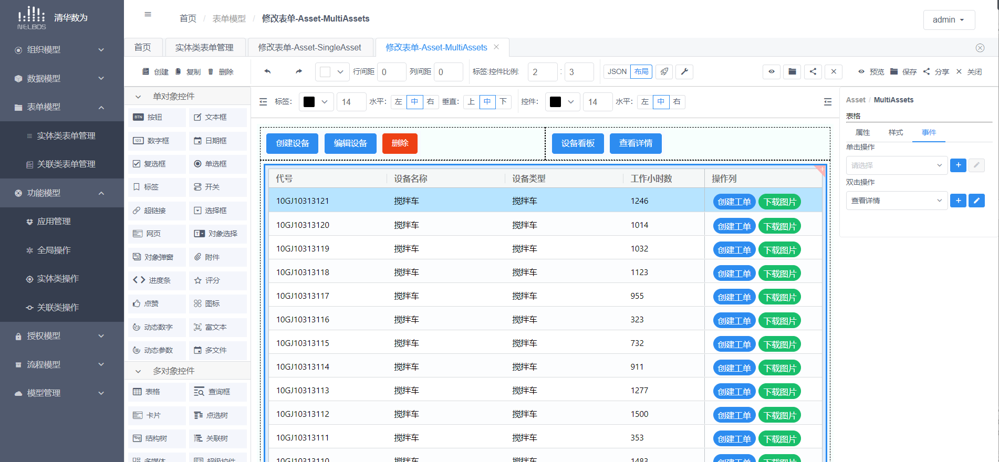 NELBDS
清华数为
首页 / 表单模型 / 修改表单-Asset-MultiAssets
admin
首页 实体类表单管理 修改表单-Asset-SingleAsset 修改表单-Asset-MultiAssets
组织模型
数据模型
表单模型
实体类表单管理
关联类表单管理
功能模型
应用管理
全局操作
实体类操作
关联类操作
授权模型
流程模型
模型管理
创建 复制 删除
行间距 0 列间距 0 标签:控件比例: 2 : 3 JSON 布局
预览 保存 分享 关闭
单对象控件
BTN 按钮 文本框
123 数字框 日期框
复选框 单选框
标签 开关
超链接 选择框
网页 对象选择
对象弹窗 附件
进度条 评分
点赞 图标
动态数字 富文本
动态参数 多文件
多对象控件
表格 查询框
卡片 点选树
结构树 关联树
多媒体 超级控件
标签: 14 水平: 左 中 右 垂直: 上 中 下 控件: 14 水平: 左 中 右
创建设备 编辑设备 删除 设备看板 查看详情
代号 设备名称 设备类型 工作小时数 操作列
10GJ10313121 搅拌车 搅拌车 1246 创建工单 下载图片
10GJ10313120 搅拌车 搅拌车 1014 创建工单 下载图片
10GJ10313119 搅拌车 搅拌车 1032 创建工单 下载图片
10GJ10313118 搅拌车 搅拌车 1123 创建工单 下载图片
10GJ10313117 搅拌车 搅拌车 955 创建工单 下载图片
10GJ10313116 搅拌车 搅拌车 323 创建工单 下载图片
10GJ10313115 搅拌车 搅拌车 732 创建工单 下载图片
10GJ10313114 搅拌车 搅拌车 911 创建工单 下载图片
10GJ10313113 搅拌车 搅拌车 1277 创建工单 下载图片
10GJ10313112 搅拌车 搅拌车 1500 创建工单 下载图片
10GJ10313111 搅拌车 搅拌车 353 创建工单 下载图片
10GJ10313110 搅拌车 搅拌车 1483 创建工单 下载图片
Asset / MultiAssets
表格
属性 样式 事件
单击操作
请选择
双击操作
查看详情